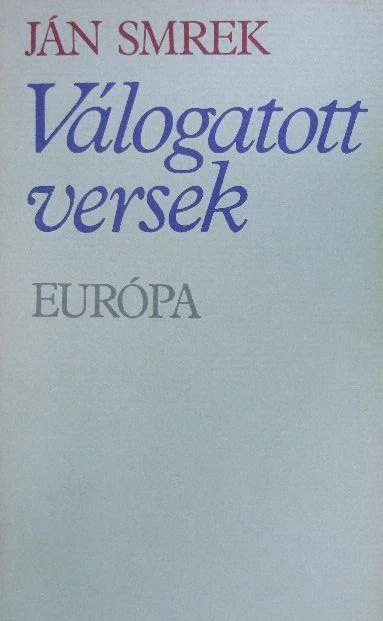 JÁN SMREK
Válogatott
versek
EURÓPA